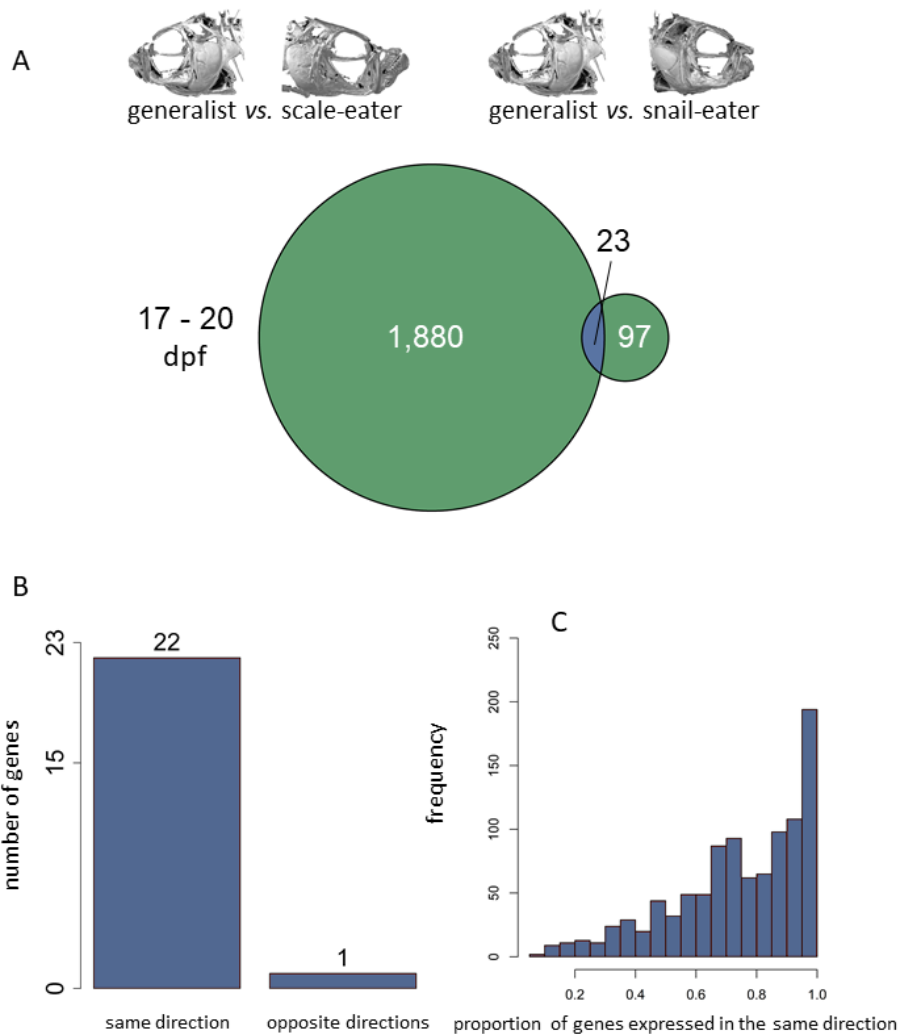 A
generalist vs. scale-eater
generalist vs. snail-eater
23
17 - 20
dpf
1,880
97
B
C
number of genes
23
15
0
22
1
same direction
opposite directions
frequency
250
200
150
100
50
0
0.2
0.4
0.6
0.8
1.0
proportion of genes expressed in the same direction